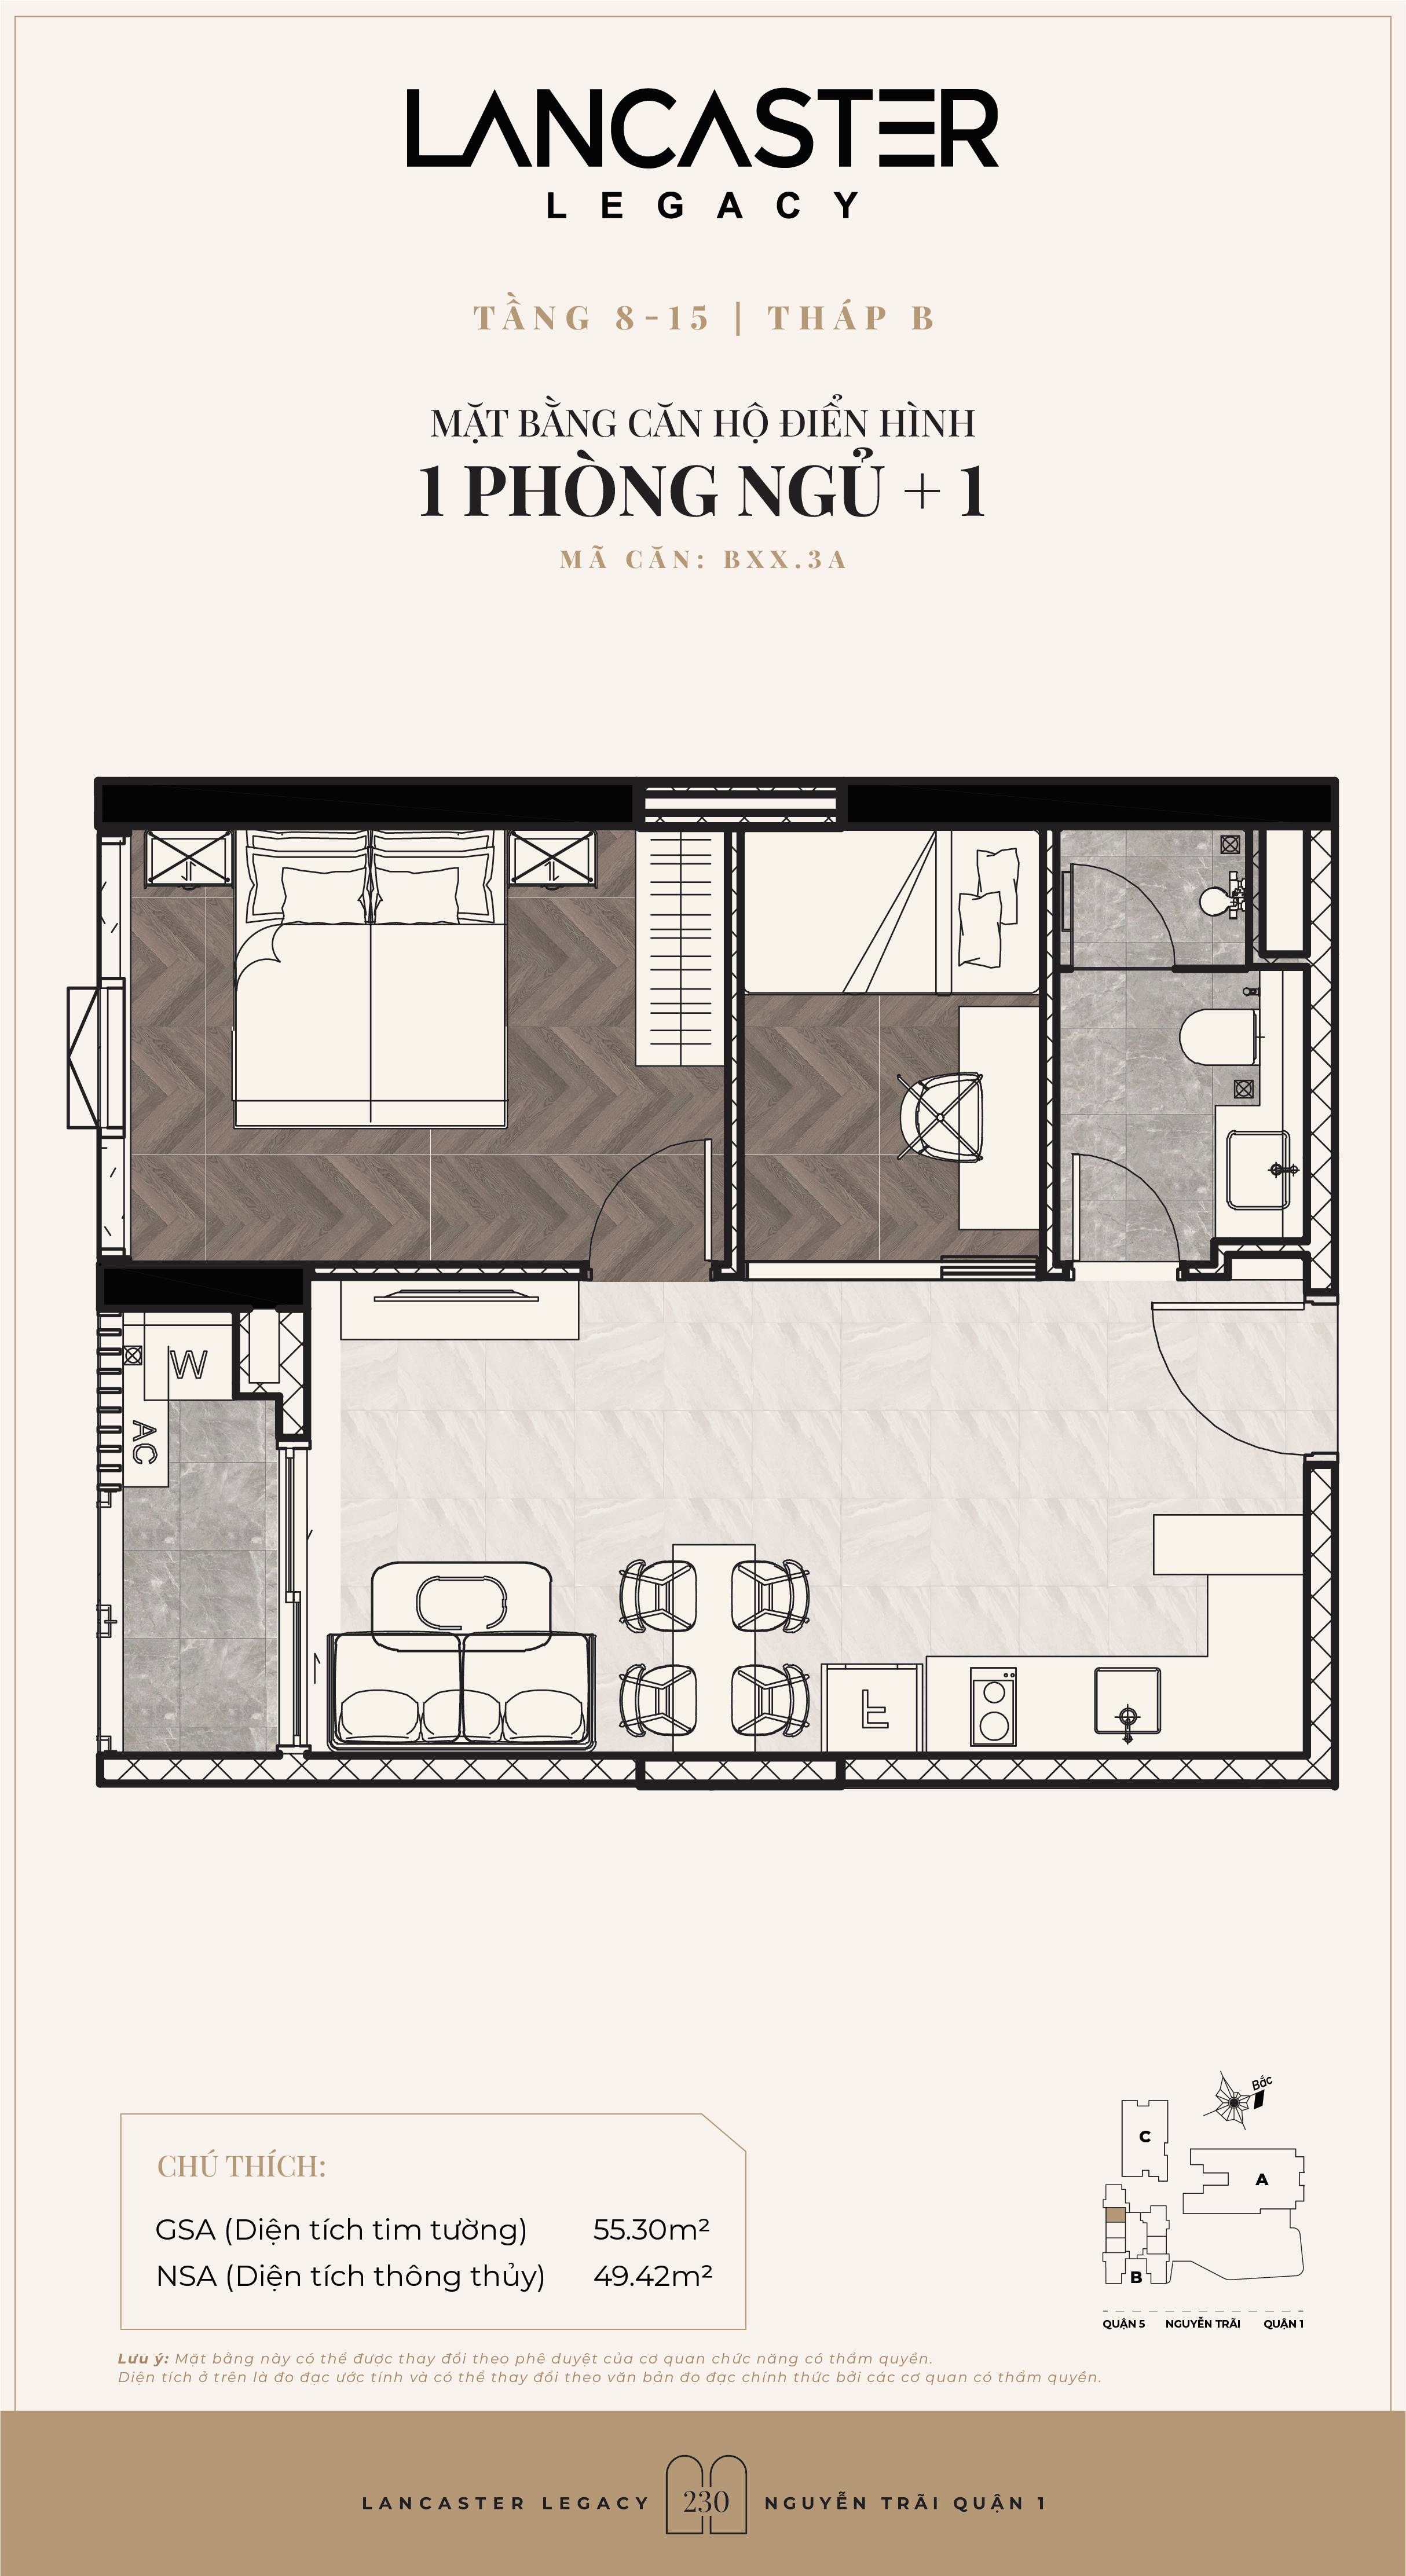 LANCASTER
LEGACY
TẦNG 8-15 | THÁP B
MẶT BẰNG CĂN HỘ ĐIỂN HÌNH
1 PHÒNG NGỦ + 1
MÃ CĂN: BXX.3A
W
AC
F
Bắc
C
A
B
QUẬN 5 NGUYỄN TRÃI QUẬN 1
CHÚ THÍCH:
GSA (Diện tích tim tường) 55.30m²
NSA (Diện tích thông thủy) 49.42m²
Lưu ý: Mặt bằng này có thể được thay đổi theo phê duyệt của cơ quan chức năng có thẩm quyền.
Diện tích ở trên là đo đạc ước tính và có thể thay đổi theo văn bản đo đạc chính thức bởi các cơ quan có thẩm quyền.
LANCASTER LEGACY 230 NGUYỄN TRÃI QUẬN 1